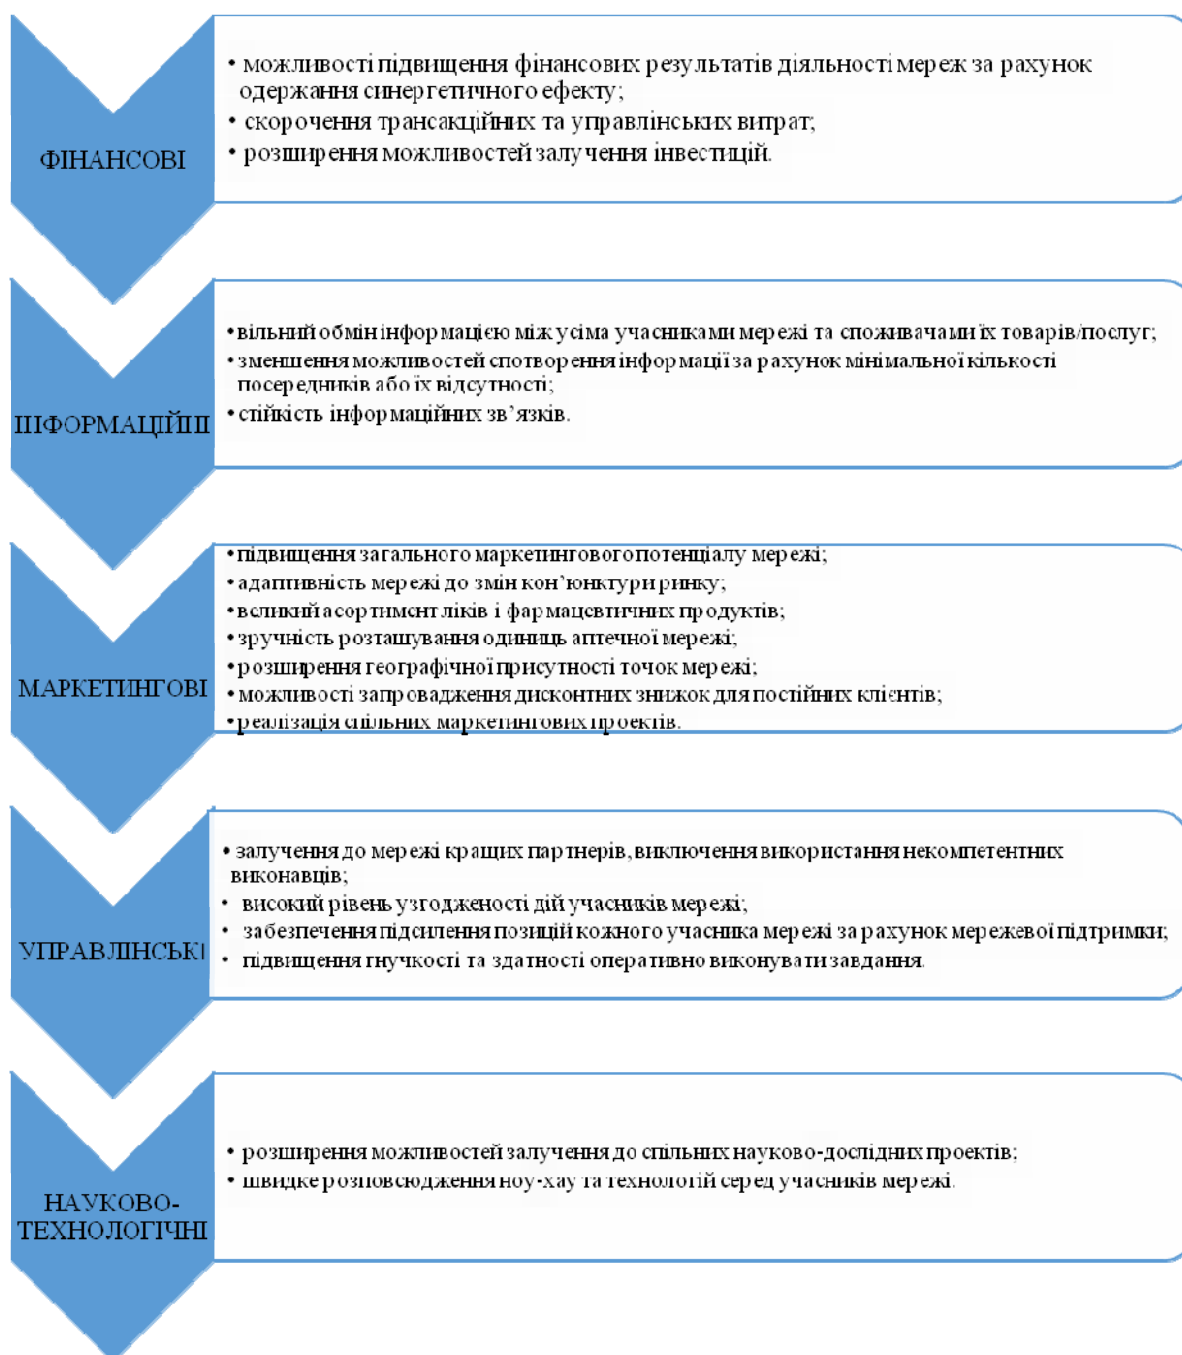 ФІНАНСОВІ
• можливості підвищення фінансових результатів діяльності мереж за рахунок
одержання синергетичного ефекту;
• скорочення трансакційних та управлінських витрат;
• розширення можливостей залучення інвестицій.
ІНФОРМАЦІЙНІ
• вільний обмін інформацією між усіма учасниками мережі та споживачами їх товарів/послуг;
• зменшення можливостей спотворення інформації за рахунок мінімальної кількості
посередників або їх відсутності;
• стійкість інформаційних зв’язків.
МАРКЕТИНГОВІ
• підвищення загального маркетингового потенціалу мережі;
• адаптивність мережі до змін кон’юнктури ринку;
• великий асортимент ліків і фармацевтичних продуктів;
• зручність розташування одиниць аптечної мережі;
• розширення географічної присутності точок мережі;
• можливості запровадження дисконтних знижок для постійних клієнтів;
• реалізація спільних маркетингових проектів.
УПРАВЛІНСЬКІ
• залучення до мережі кращих партнерів, виключення використання некомпетентних
виконавців;
• високий рівень узгодженості дій учасників мережі;
• забезпечення підсилення позицій кожного учасника мережі за рахунок мережевої підтримки;
• підвищення гнучкості та здатності оперативно виконувати завдання.
НАУКОВО-
ТЕХНОЛОГІЧНІ
• розширення можливостей залучення до спільних науково-дослідних проектів;
• швидке розповсюдження ноу-хау та технологій серед учасників мережі.